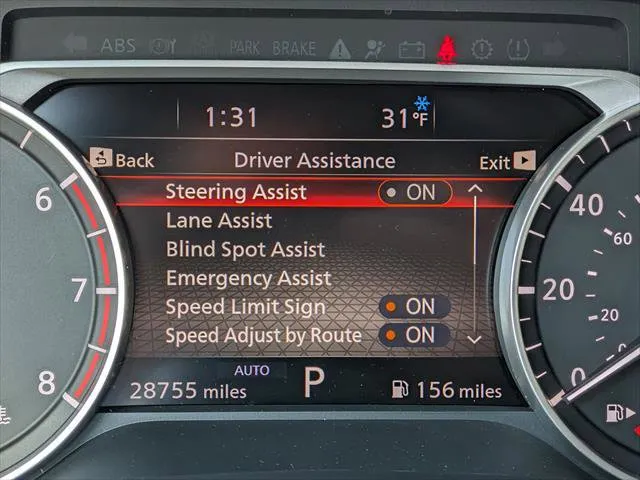 ABS PARK BRAKE
1:31 31°F
Back Driver Assistance Exit
Steering Assist ON
Lane Assist
Blind Spot Assist
Emergency Assist
Speed Limit Sign ON
Speed Adjust by Route ON
AUTO
28755 miles P 156 miles
6
7
8
40
60
20
20
0